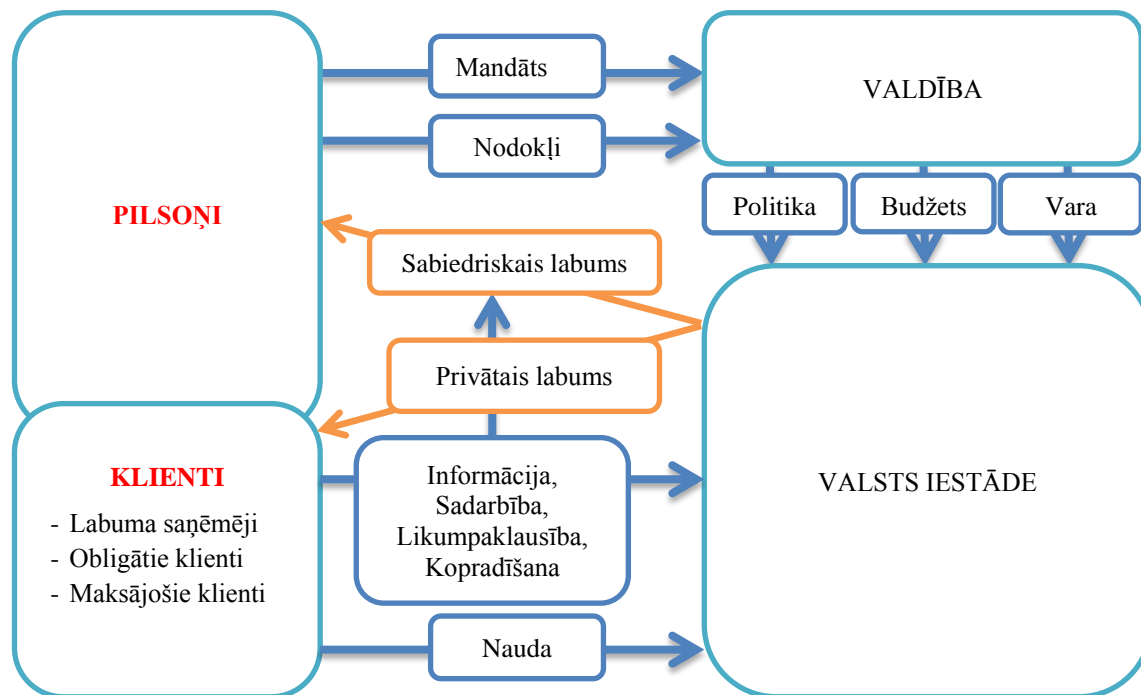 Mandāts
VALDĪBA
Nodokļi
PILSOŅI
Politika
Budžets
Vara
Sabiedriskais labums
Privātais labums
KLIENTI
- Labuma saņēmēji
- Obligātie klienti
- Maksājošie klienti
Informācija,
Sadarbība,
Likumpaklausība,
Kopradīšana
VALSTS IESTĀDE
Nauda